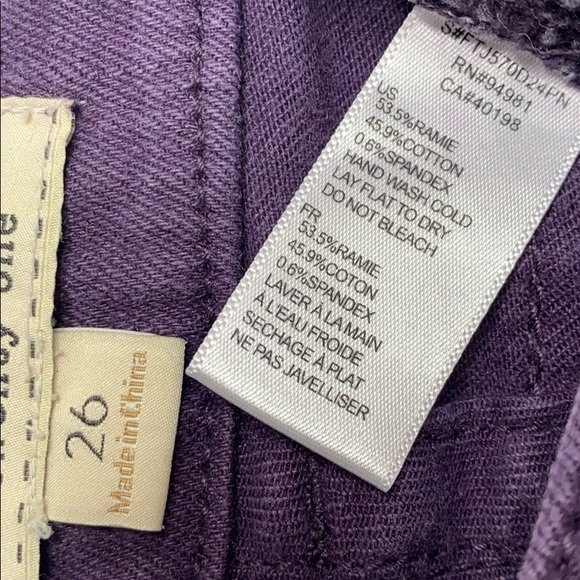 S#FTJ570D24PN
RN#94981
CA#40198
US
53.5%RAMIE
45.9%COTTON
0.6%SPANDEX
HAND WASH COLD
LAY FLAT TO DRY
DO NOT BLEACH
FR
53.5%RAMIE
45.9%COTON
0.6%SPANDEX
LAVER À LA MAIN
À L'EAU FROIDE
SECHAGE À PLAT
NE PAS JAVELLISER
one
26
Made in China